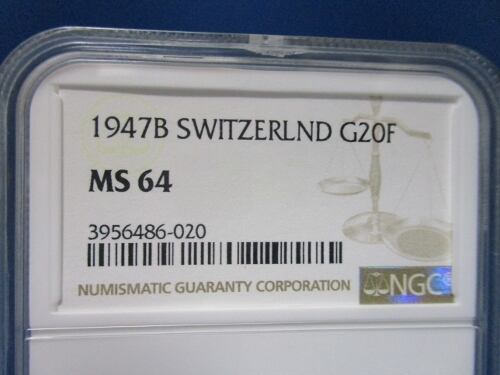 1947B SWITZERLND G20F
MS 64
3956486-020
NUMISMATIC GUARANTY CORPORATION
NGC®